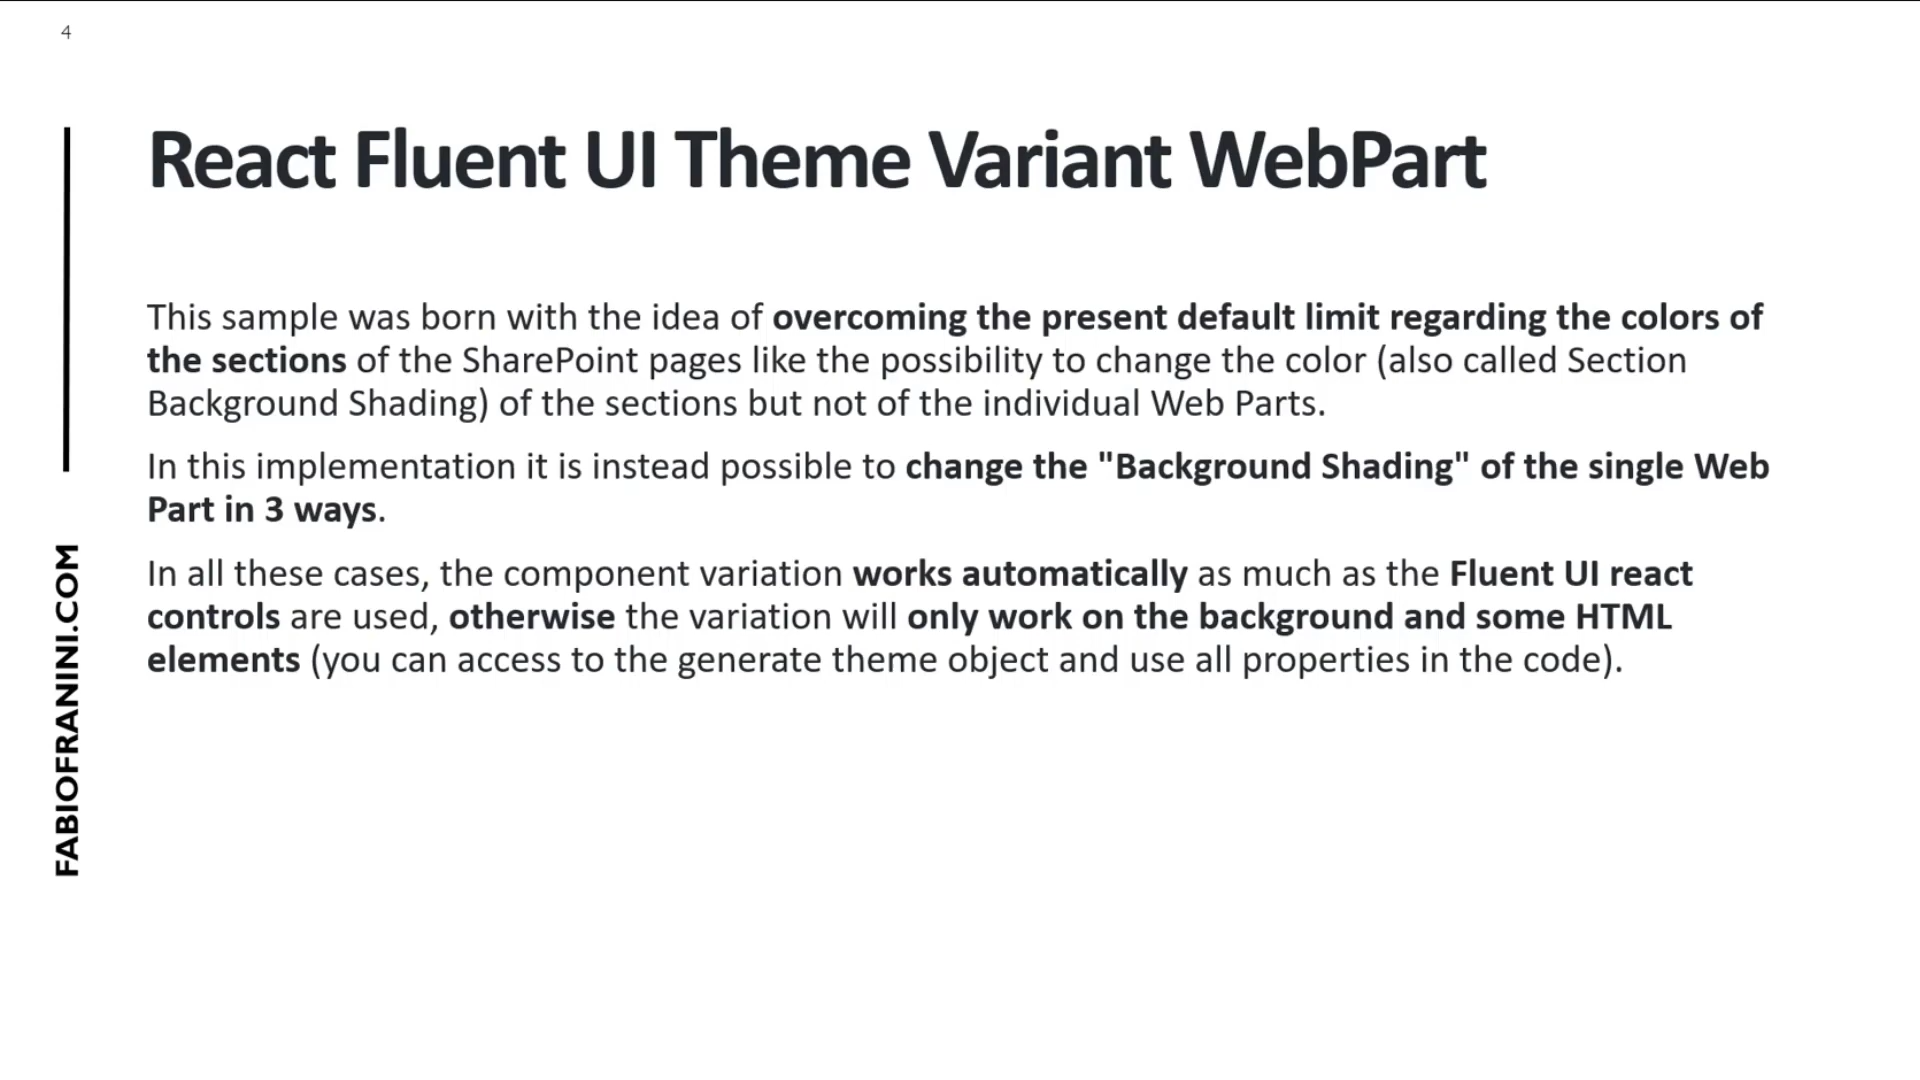 4
React Fluent UI Theme Variant WebPart
This sample was born with the idea of overcoming the present default limit regarding the colors of
the sections of the SharePoint pages like the possibility to change the color (also called Section
Background Shading) of the sections but not of the individual Web Parts.
In this implementation it is instead possible to change the "Background Shading" of the single Web
Part in 3 ways.
In all these cases, the component variation works automatically as much as the Fluent UI react
controls are used, otherwise the variation will only work on the background and some HTML
elements (you can access to the generate theme object and use all properties in the code).
FABIOFRANINI.COM